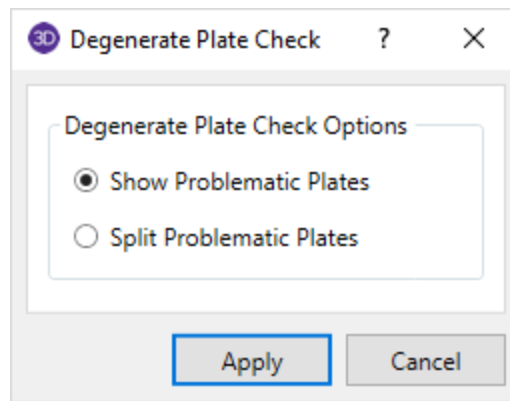 3D Degenerate Plate Check ?
Degenerate Plate Check Options
Show Problematic Plates
Split Problematic Plates
Apply Cancel